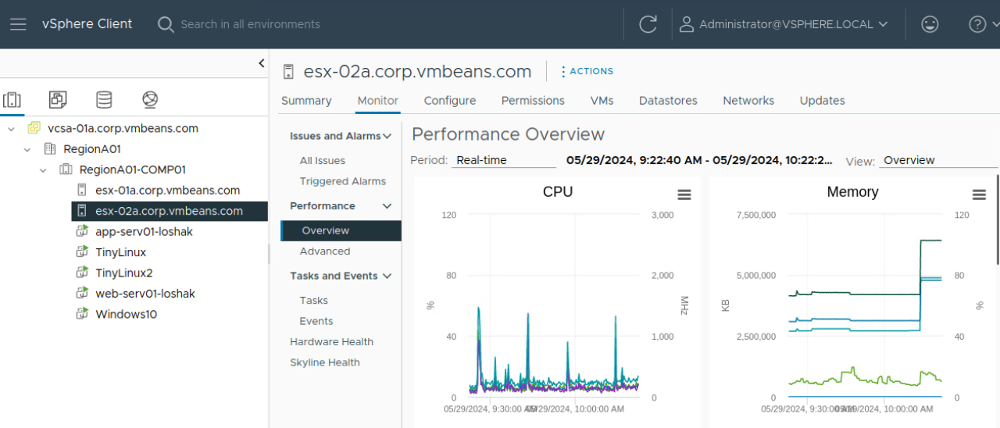 vSphere Client
Search in all environments
Administrator@VSPHERE.LOCAL
vcsa-01a.corp.vmbeans.com
RegionA01
RegionA01-COMP01
esx-01a.corp.vmbeans.com
esx-02a.corp.vmbeans.com
app-serv01-loshak
TinyLinux
TinyLinux2
web-serv01-loshak
Windows10
esx-02a.corp.vmbeans.com
ACTIONS
Summary Monitor Configure Permissions VMs Datastores Networks Updates
Issues and Alarms
All Issues
Triggered Alarms
Performance
Overview
Advanced
Tasks and Events
Tasks
Events
Hardware Health
Skyline Health
Performance Overview
Period: Real-time 05/29/2024, 9:22:40 AM - 05/29/2024, 10:22:2... View: Overview
CPU
120 3,000
80 2,000
% MHz
40 1,000
0 0
05/29/2024, 9:30:00 AM 05/29/2024, 10:00:00 AM
Memory
7,500,000 120
5,000,000 80
KB %
2,500,000 40
0 0
05/29/2024, 9:30:00 AM 05/29/2024, 10:00:00 AM